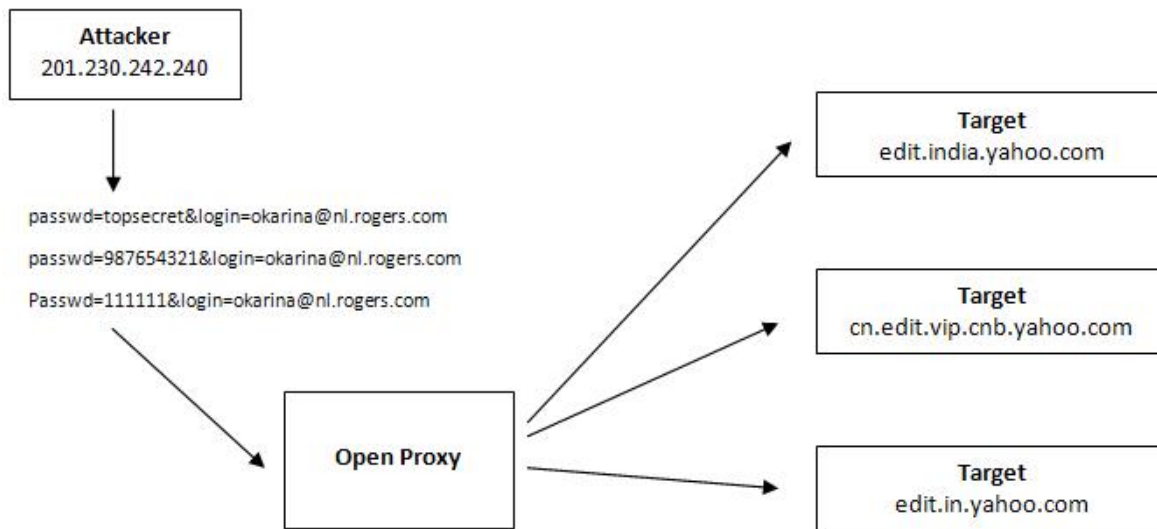 Attacker
201.230.242.240
passwd=topsecret&login=okarina@nl.rogers.com
passwd=987654321&login=okarina@nl.rogers.com
Passwd=111111&login=okarina@nl.rogers.com
Open Proxy
Target
edit.india.yahoo.com
Target
cn.edit.vip.cnb.yahoo.com
Target
edit.in.yahoo.com